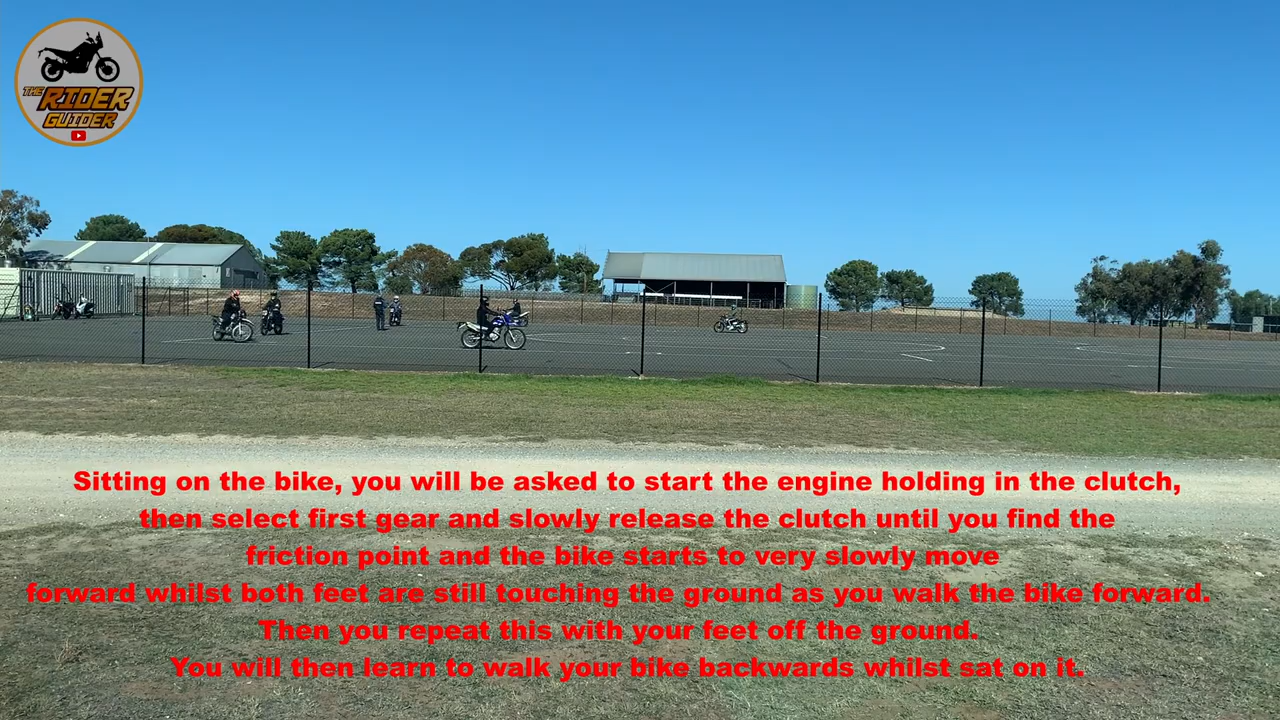 THE
RIDER
GUIDER
Sitting on the bike, you will be asked to start the engine holding in the clutch,
then select first gear and slowly release the clutch until you find the
friction point and the bike starts to very slowly move
forward whilst both feet are still touching the ground as you walk the bike forward.
Then you repeat this with your feet off the ground.
You will then learn to walk your bike backwards whilst sat on it.